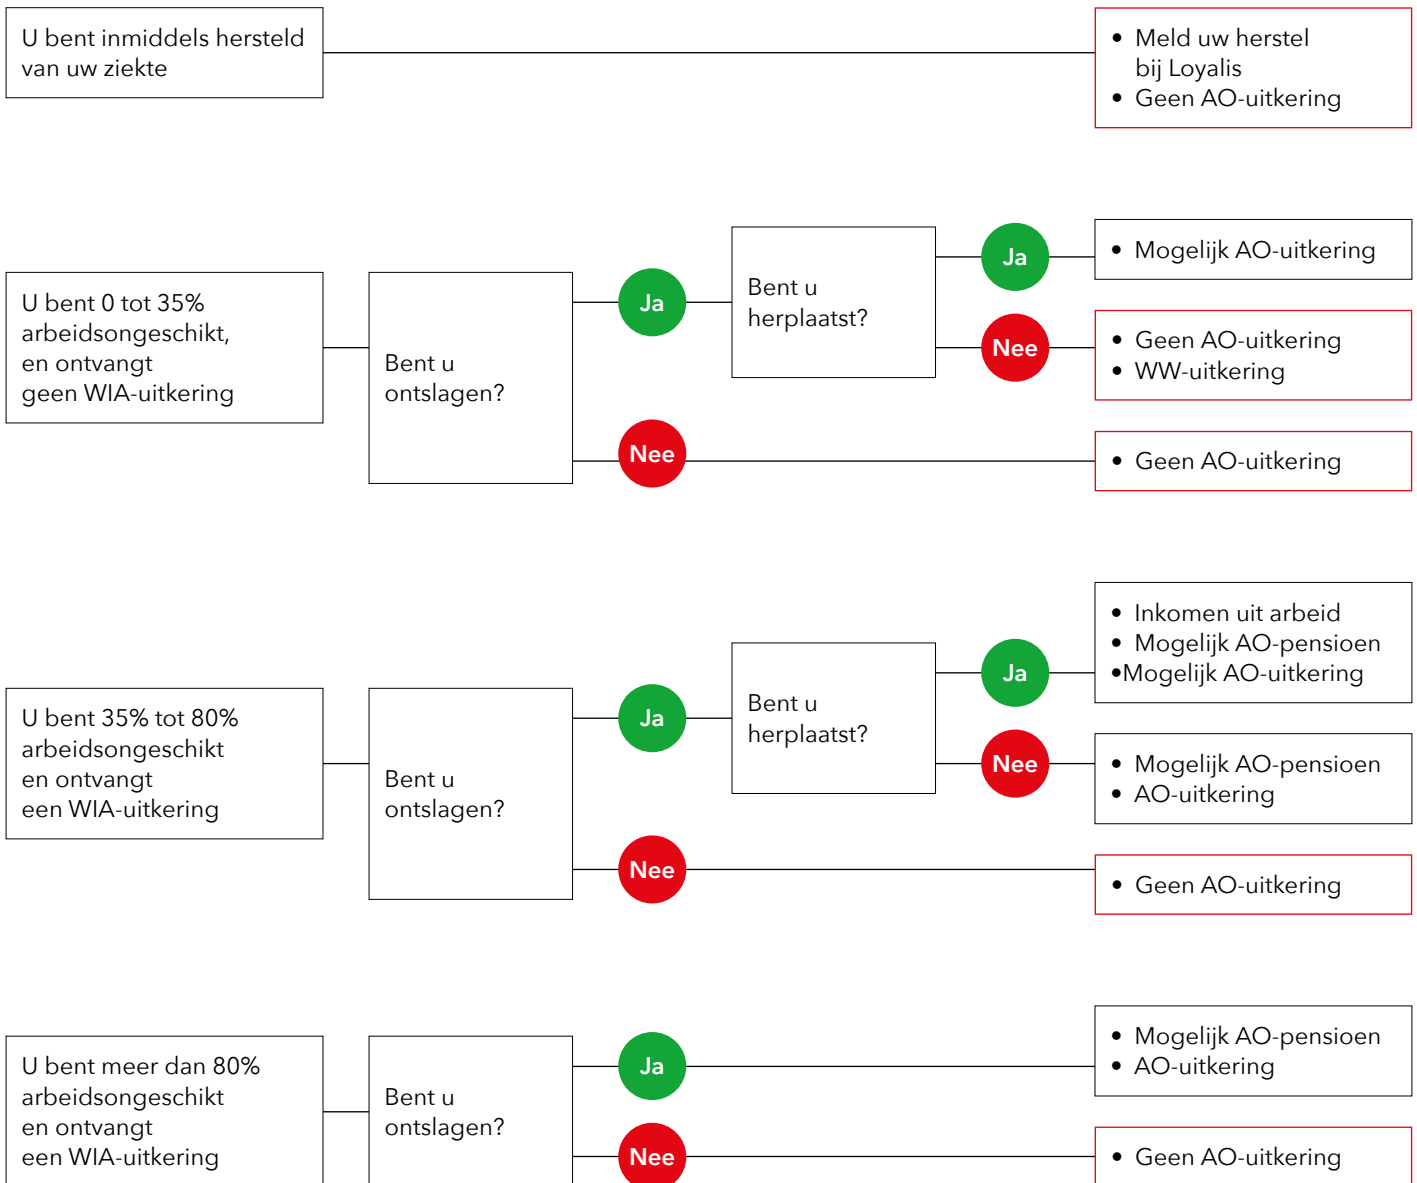 U bent inmiddels hersteld
van uw ziekte
• Meld uw herstel
bij Loyalis
• Geen AO-uitkering
U bent 0 tot 35%
arbeidsongeschikt,
en ontvangt
geen WIA-uitkering
Bent u
ontslagen?
Ja
Bent u
herplaatst?
Ja
• Mogelijk AO-uitkering
Nee
• Geen AO-uitkering
• WW-uitkering
Nee
• Geen AO-uitkering
U bent 35% tot 80%
arbeidsongeschikt
en ontvangt
een WIA-uitkering
Bent u
ontslagen?
Ja
Bent u
herplaatst?
Ja
• Inkomen uit arbeid
• Mogelijk AO-pensioen
•Mogelijk AO-uitkering
Nee
• Mogelijk AO-pensioen
• AO-uitkering
Nee
• Geen AO-uitkering
U bent meer dan 80%
arbeidsongeschikt
en ontvangt
een WIA-uitkering
Bent u
ontslagen?
Ja
• Mogelijk AO-pensioen
• AO-uitkering
Nee
• Geen AO-uitkering